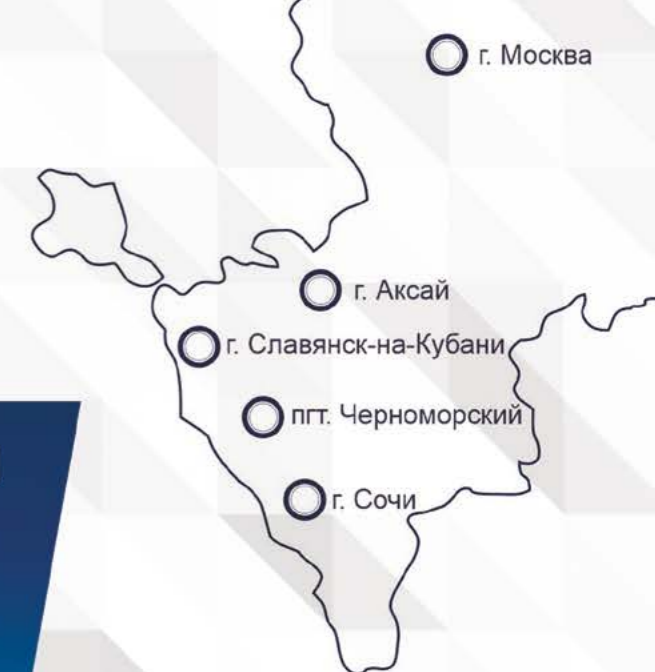 г. Москва
г. Аксай
г. Славянск-на-Кубани
пгт. Черноморский
г. Сочи